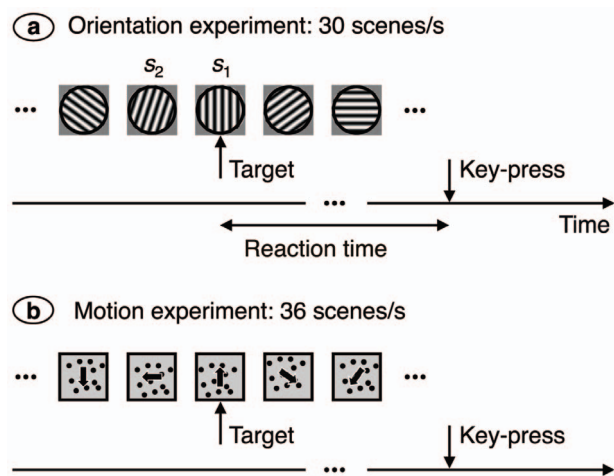 a Orientation experiment: 30 scenes/s
s2 s1
... ...
Target
Key-press
...
Time
Reaction time
b Motion experiment: 36 scenes/s
... ...
Target
Key-press
...